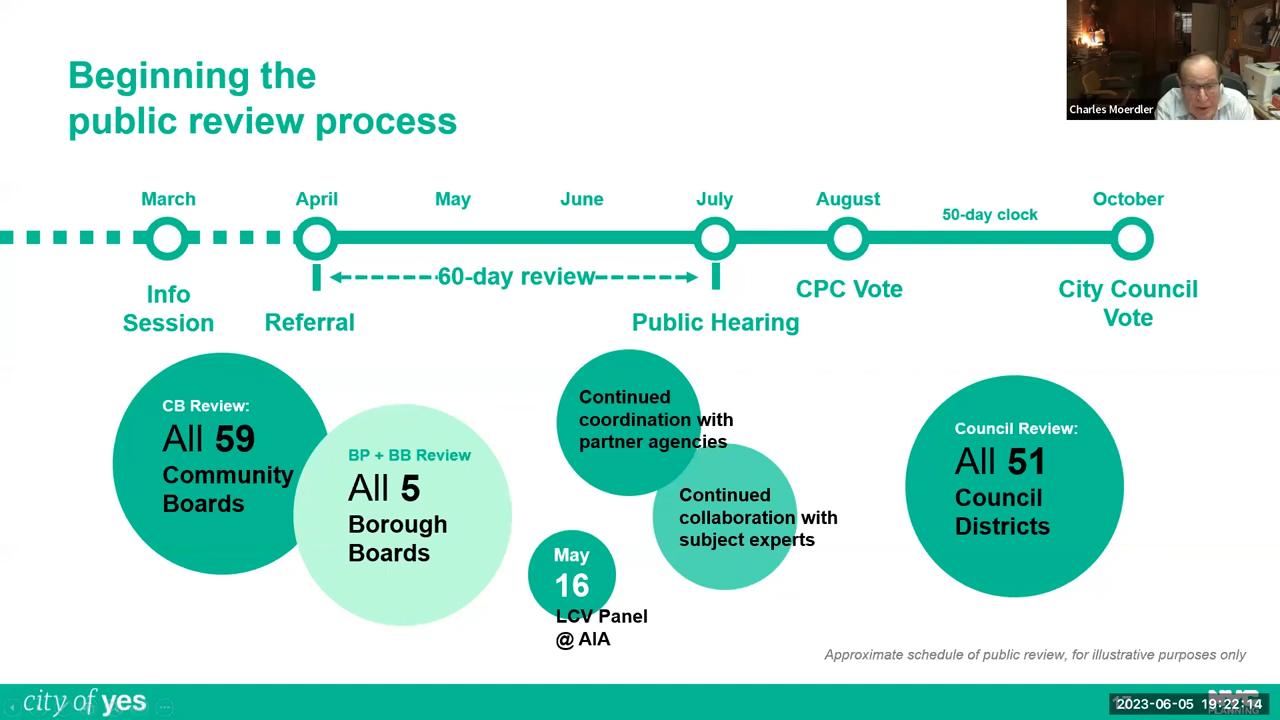 Beginning the
public review process
Charles Moerdler
March
April
May
June
July
August
50-day clock
October
60-day review
Info
Session
Referral
Public Hearing
CPC Vote
City Council
Vote
CB Review:
All 59
Community
Boards
BP + BB Review
All 5
Borough
Boards
Continued
coordination with
partner agencies
Continued
collaboration with
subject experts
May
16
LCV Panel
@ AIA
Council Review:
All 51
Council
Districts
Approximate schedule of public review, for illustrative purposes only
city of yes
2023-06-05 19:22:14
PLANNING